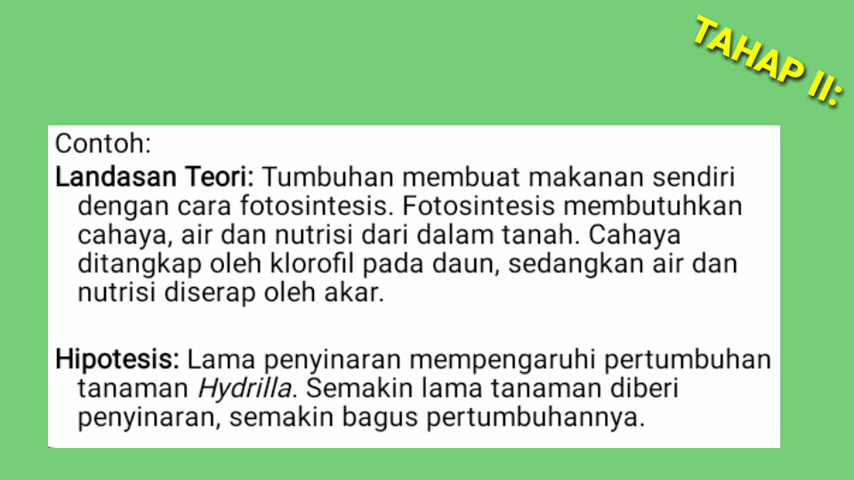 TAHAP II:
Contoh:
Landasan Teori: Tumbuhan membuat makanan sendiri
dengan cara fotosintesis. Fotosintesis membutuhkan
cahaya, air dan nutrisi dari dalam tanah. Cahaya
ditangkap oleh klorofil pada daun, sedangkan air dan
nutrisi diserap oleh akar.
Hipotesis: Lama penyinaran mempengaruhi pertumbuhan
tanaman Hydrilla. Semakin lama tanaman diberi
penyinaran, semakin bagus pertumbuhannya.